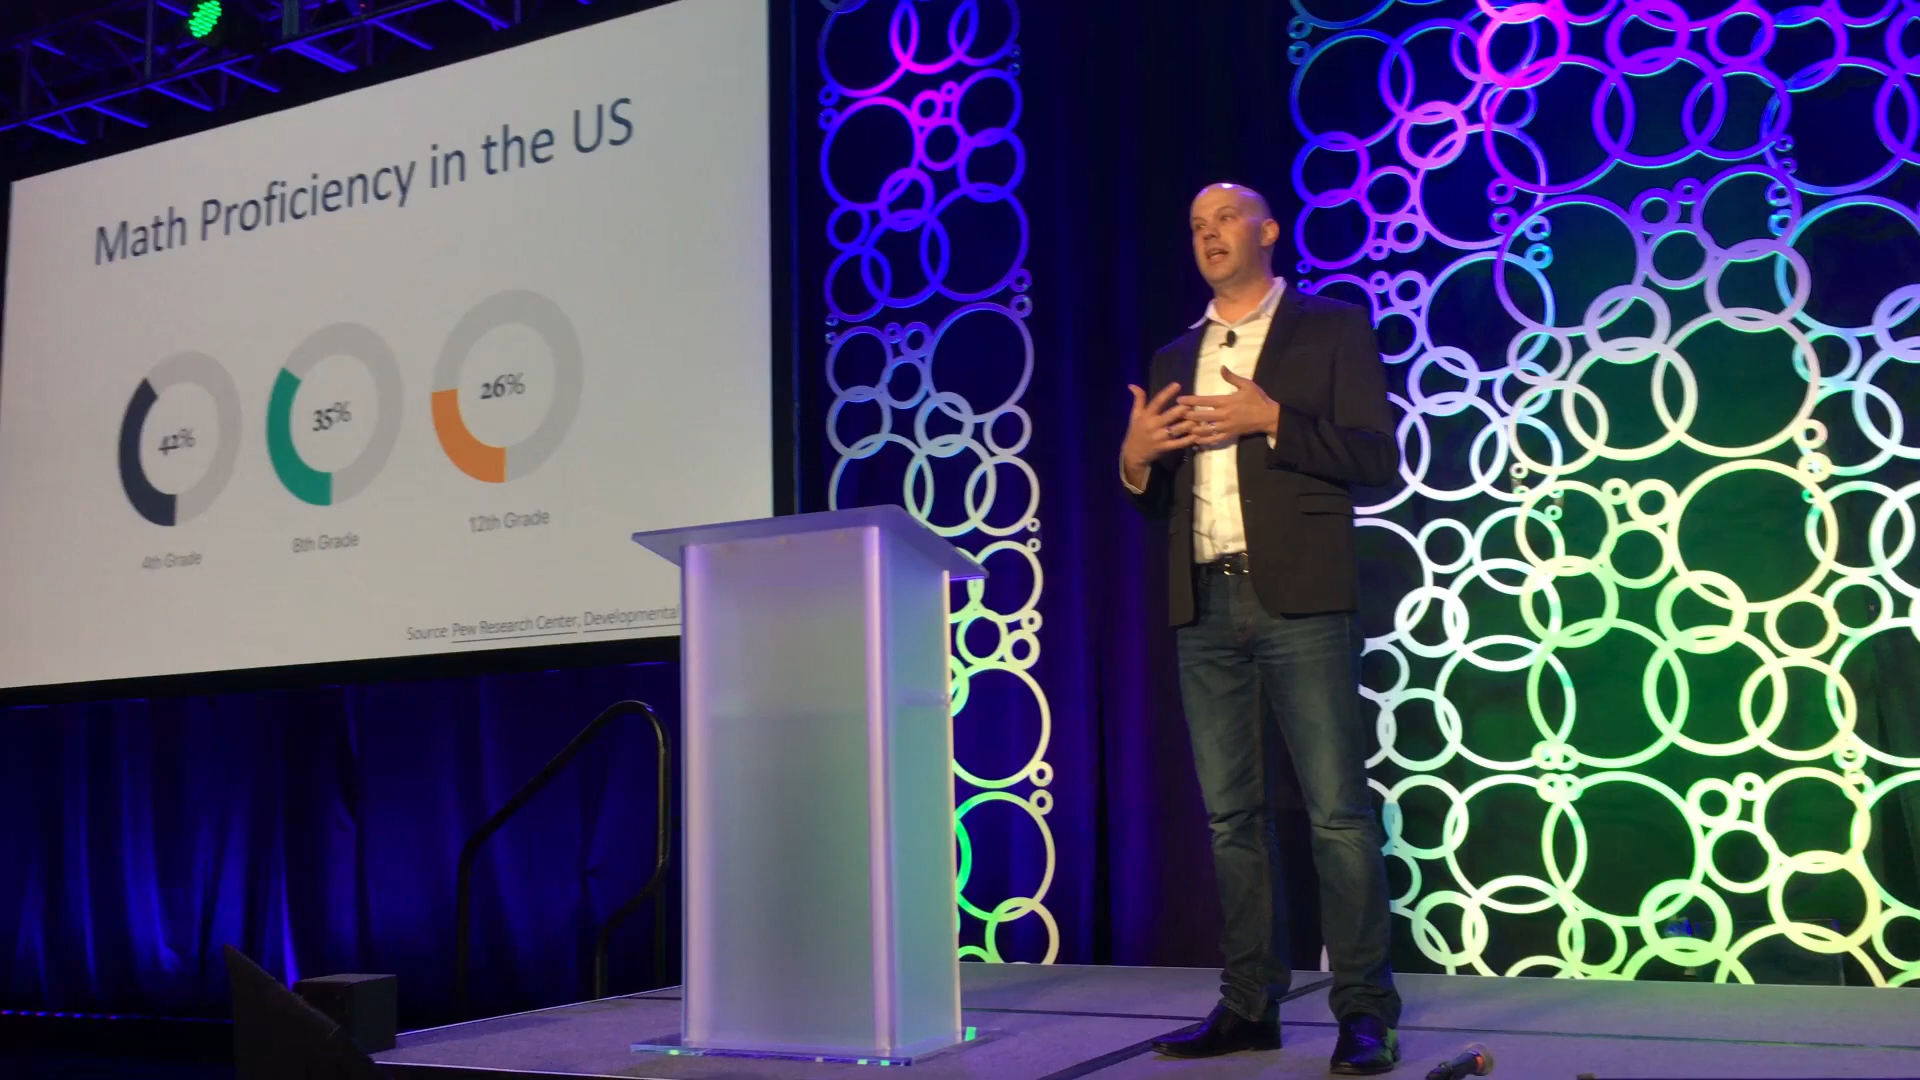 Math Proficiency in the US
42%
35%
26%
4th Grade
8th Grade
12th Grade
Source: Pew Research Center, Developmental